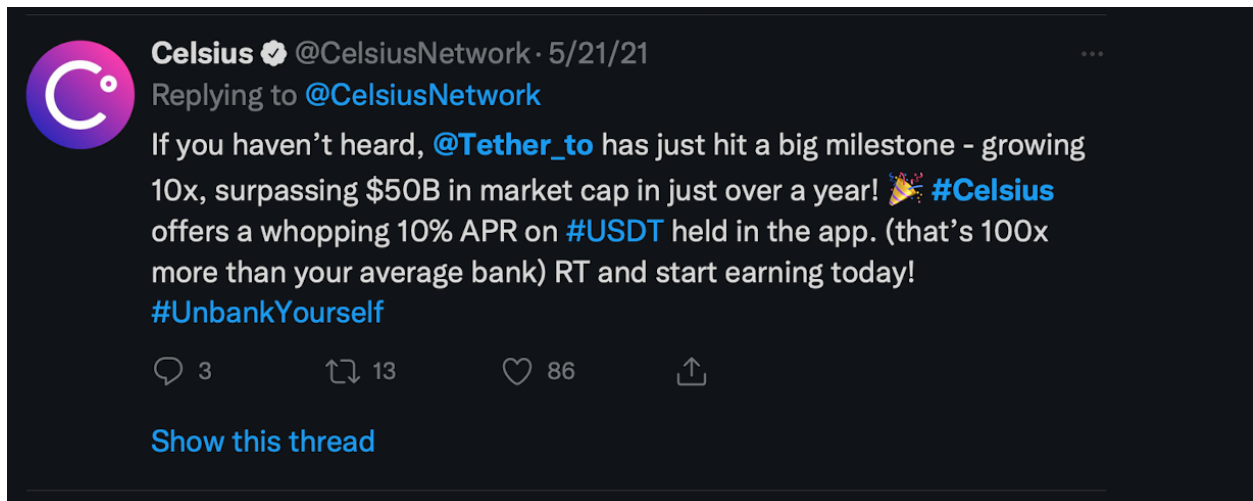 Celsius @CelsiusNetwork · 5/21/21
Replying to @CelsiusNetwork
If you haven’t heard, @Tether_to has just hit a big milestone - growing
10x, surpassing $50B in market cap in just over a year! 🎉 #Celsius
offers a whopping 10% APR on #USDT held in the app. (that’s 100x
more than your average bank) RT and start earning today!
#UnbankYourself
3 13 86
Show this thread